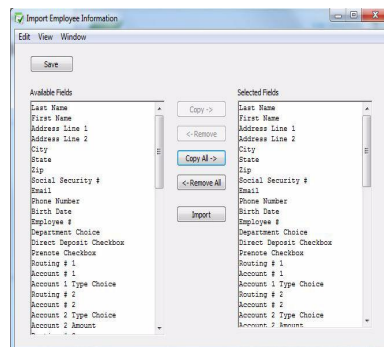 Import Employee Information
Edit View Window
Save
Available Fields
Last Name
First Name
Address Line 1
Address Line 2
City
State
Zip
Social Security #
Email
Phone Number
Birth Date
Employee #
Department Choice
Direct Deposit Checkbox
Prenote Checkbox
Routing # 1
Account # 1
Account 1 Type Choice
Routing # 2
Account # 2
Account 2 Type Choice
Account 2 Amount
Copy ->
<- Remove
Copy All ->
<- Remove All
Import
Selected Fields
Last Name
First Name
Address Line 1
Address Line 2
City
State
Zip
Social Security #
Email
Phone Number
Birth Date
Employee #
Department Choice
Direct Deposit Checkbox
Prenote Checkbox
Routing # 1
Account # 1
Account 1 Type Choice
Routing # 2
Account # 2
Account 2 Type Choice
Account 2 Amount